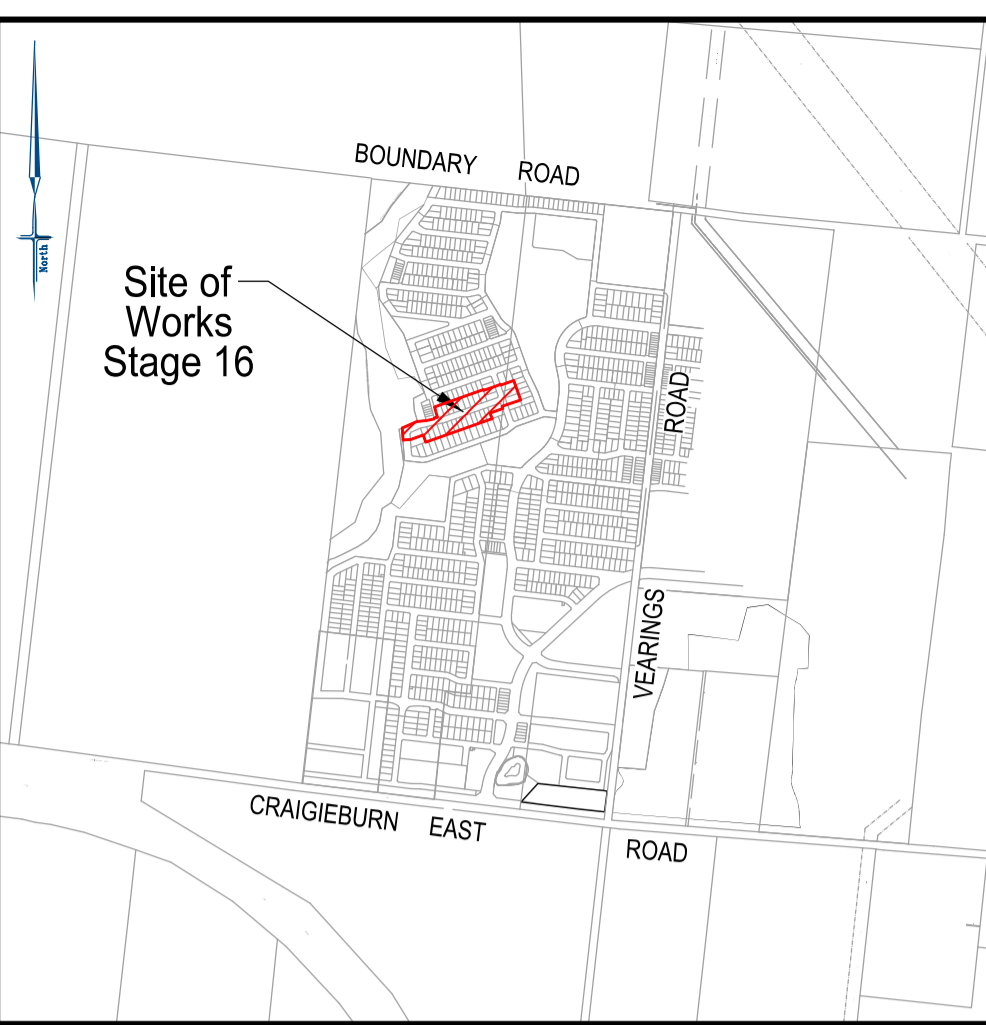 BOUNDARY ROAD
North
Site of
Works
Stage 16
ROAD
VEARINGS
CRAIGIEBURN EAST
ROAD